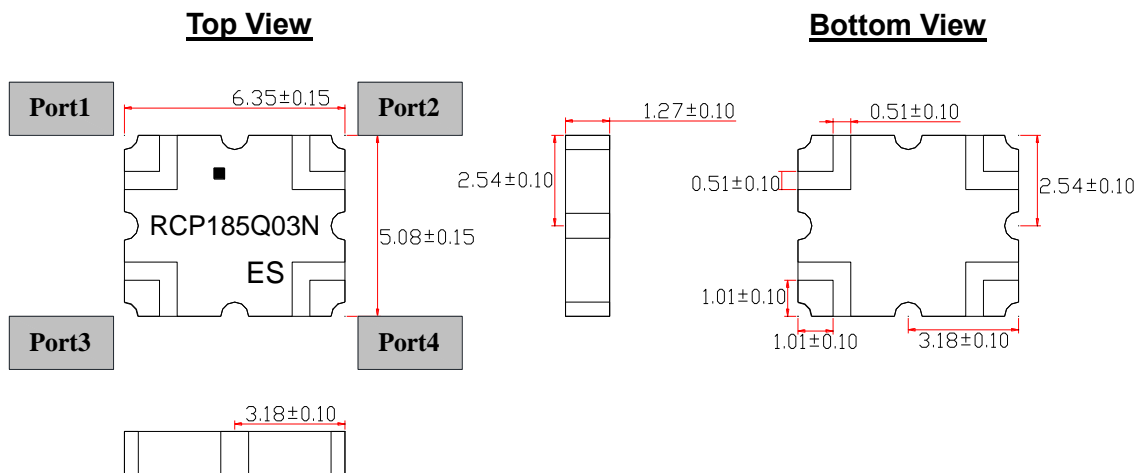 Top View
Bottom View
Port1
6.35±0.15
Port2
1.27±0.10
0.51±0.10
2.54±0.10
0.51±0.10
2.54±0.10
RCP185Q03N
5.08±0.15
ES
1.01±0.10
Port3
Port4
1.01±0.10
3.18±0.10
3.18±0.10